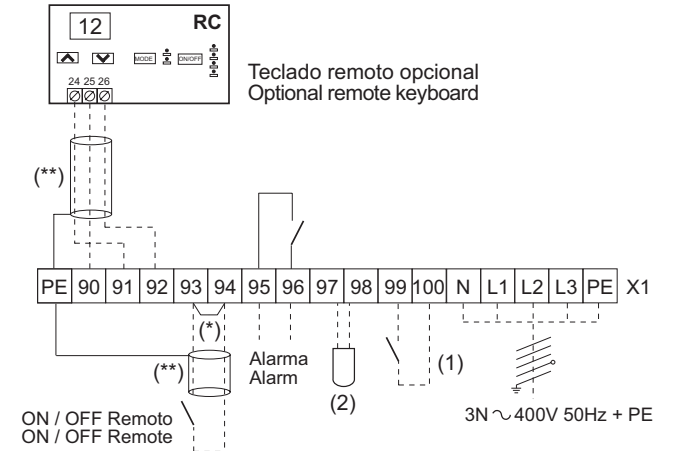 12 RC
MODE ON/OFF
24 25 26
Teclado remoto opcional
Optional remote keyboard
(**)
PE 90 91 92 93 94 95 96 97 98 99 100 N L1 L2 L3 PE X1
(*)
(**)
Alarma
Alarm
(1)
(2)
ON / OFF Remoto
ON / OFF Remote
3N ~ 400V 50Hz + PE